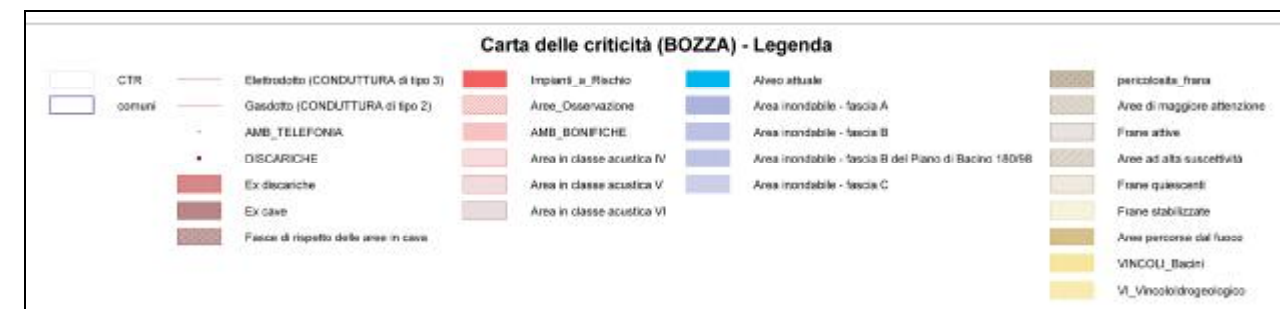 Carta delle criticità (BOZZA) - Legenda
CTR
comuni
Elettrodotto (CONDUTTURA di tipo 3)
Gasdotto (CONDUTTURA di tipo 2)
AMB_TELEFONIA
DISCARICHE
Ex discariche
Ex cave
Fasce di rispetto delle aree in cava
Impianti_a_Rischio
Aree_Osservazione
AMB_BONIFICHE
Area in classe acustica IV
Area in classe acustica V
Area in classe acustica VI
Alveo attuale
Area inondabile - fascia A
Area inondabile - fascia B
Area inondabile - fascia B del Piano di Bacino 180/98
Area inondabile - fascia C
pericolosita_frana
Aree di maggiore attenzione
Frane attive
Aree ad alta suscettività
Frane quiescenti
Frane stabilizzate
Aree percorse dal fuoco
VINCOLI_Bacini
VI_VincoloIdrogeologico